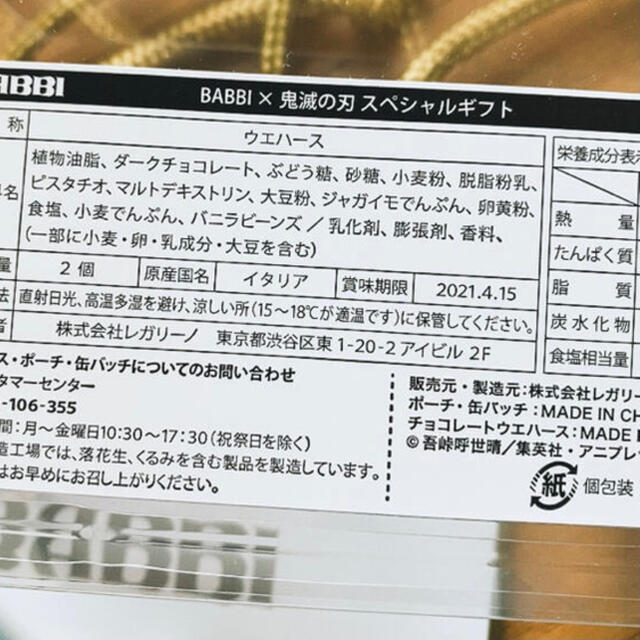 BABBI
BABBI × 鬼滅の刃 スペシャルギフト
称 ウエハース
名 植物油脂、ダークチョコレート、ぶどう糖、砂糖、小麦粉、脱脂粉乳、
ピスタチオ、マルトデキストリン、大豆粉、ジャガイモでんぷん、卵黄粉、
食塩、小麦でんぷん、バニラビーンズ／乳化剤、膨張剤、香料、
(一部に小麦・卵・乳成分・大豆を含む)
量 2個 原産国名 イタリア 賞味期限 2021.4.15
法 直射日光、高温多湿を避け、涼しい所(15～18℃が適温です)に保管してください。
者 株式会社レガリーノ 東京都渋谷区東1-20-2アイビル 2F
ス・ポーチ・缶バッチについてのお問い合わせ
タマーセンター
-106-355
間：月～金曜日10:30～17:30(祝祭日を除く)
造工場では、落花生、くるみを含む製品を製造しています。
はお早めにお召し上がりください。
栄養成分表示
熱量
たんぱく質
脂質
炭水化物
食塩相当量
販売元・製造元：株式会社レガリー
ポーチ・缶バッチ：MADE IN CH
チョコレートウエハース：MADE
©吾峠呼世晴／集英社・アニプレ
紙 個包装
BABBI